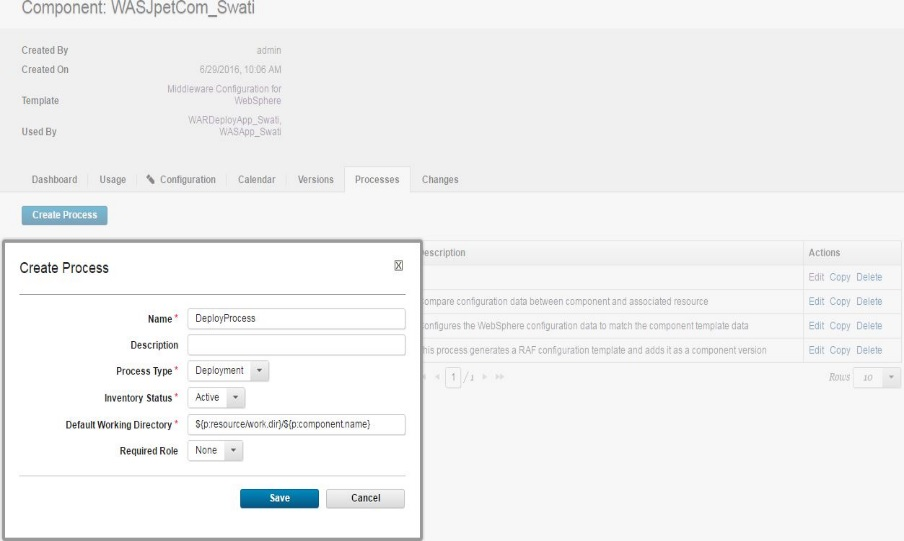 Component: WASJpetCom_Swati
Created By admin
Created On 6/29/2016, 10:06 AM
Template Middleware Configuration for WebSphere
Used By WARDeployApp_Swati, WASApp_Swati
Dashboard Usage Configuration Calendar Versions Processes Changes
Create Process
escription Actions
Edit Copy Delete
ompare configuration data between component and associated resource Edit Copy Delete
onfigures the WebSphere configuration data to match the component template data Edit Copy Delete
his process generates a RAF configuration template and adds it as a component version Edit Copy Delete
1 / 1 Rows 10
Create Process
Name * DeployProcess
Description
Process Type * Deployment
Inventory Status * Active
Default Working Directory * ${p:resource/work.dir}/${p:component.name}
Required Role None
Save Cancel